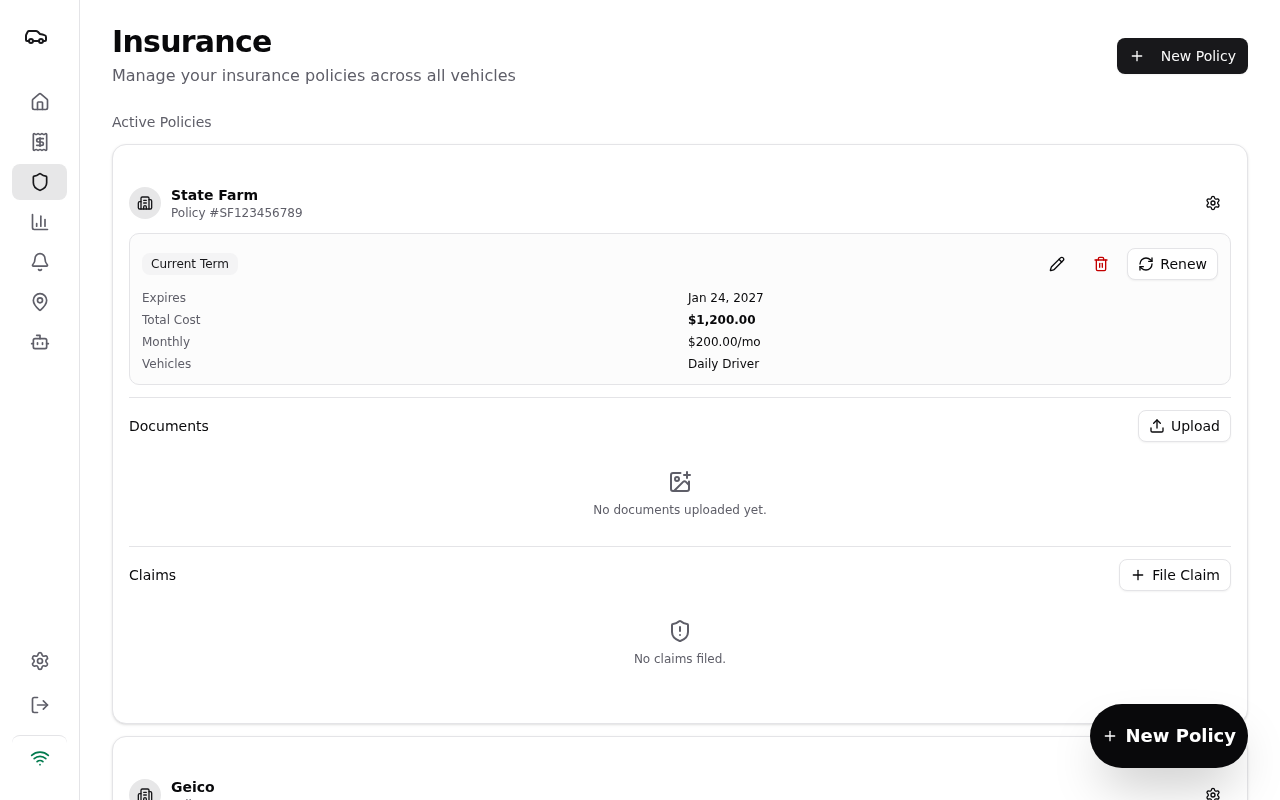 Insurance
Manage your insurance policies across all vehicles
New Policy
Active Policies
State Farm
Policy #SF123456789
Current Term
Renew
Expires
Jan 24, 2027
Total Cost
$1,200.00
Monthly
$200.00/mo
Vehicles
Daily Driver
Documents
Upload
No documents uploaded yet.
Claims
File Claim
No claims filed.
New Policy
Geico